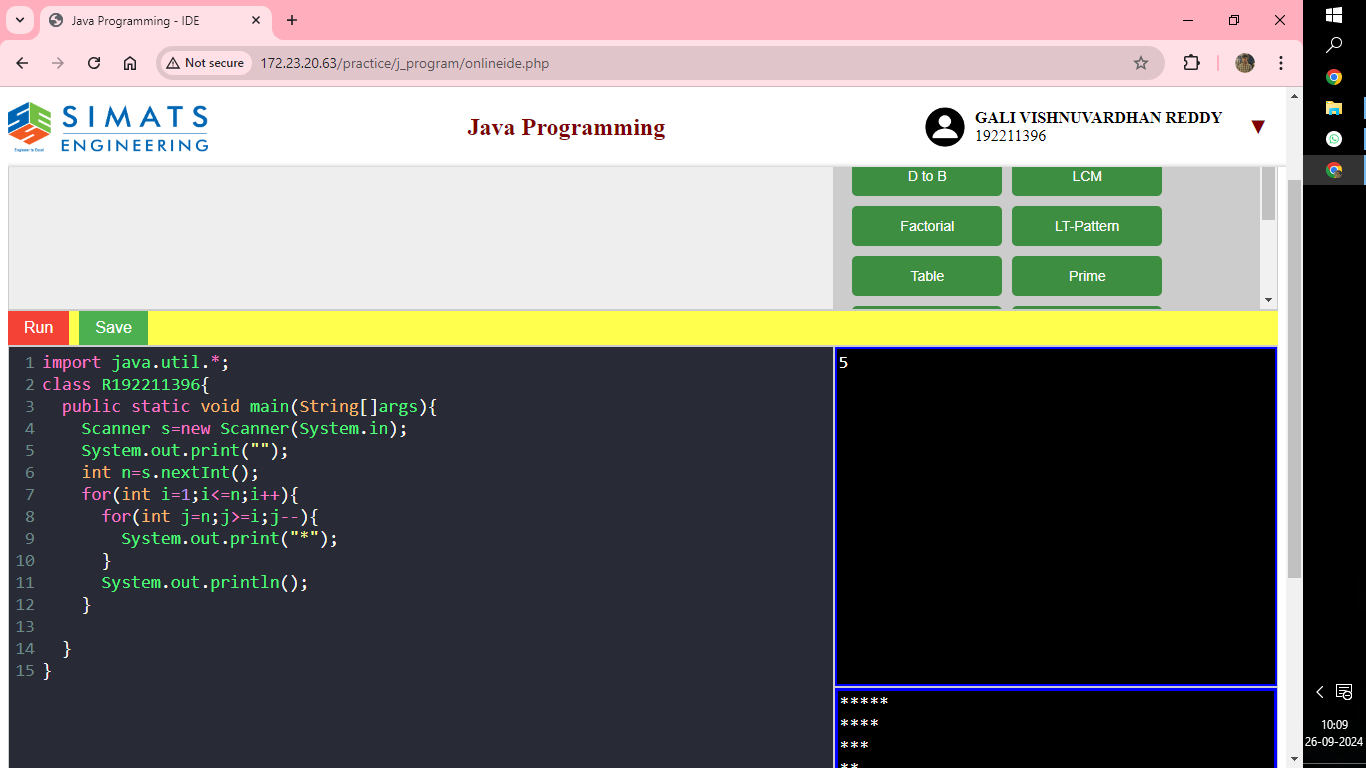 Java Programming - IDE
Not secure
172.23.20.63/practice/j_program/onlineide.php
SIMATS
ENGINEERING
Engineer to Excel
Java Programming
GALI VISHNUVARDHAN REDDY
192211396
D to B
LCM
Factorial
LT-Pattern
Table
Prime
Run
Save
1 import java.util.*;
2 class R192211396{
3   public static void main(String[]args){
4     Scanner s=new Scanner(System.in);
5     System.out.print("");
6     int n=s.nextInt();
7     for(int i=1;i<=n;i++){
8       for(int j=n;j>=i;j--){
9         System.out.print("*");
10       }
11       System.out.println();
12     }
13
14   }
15 }
5
*****
****
***
**
10:09
26-09-2024